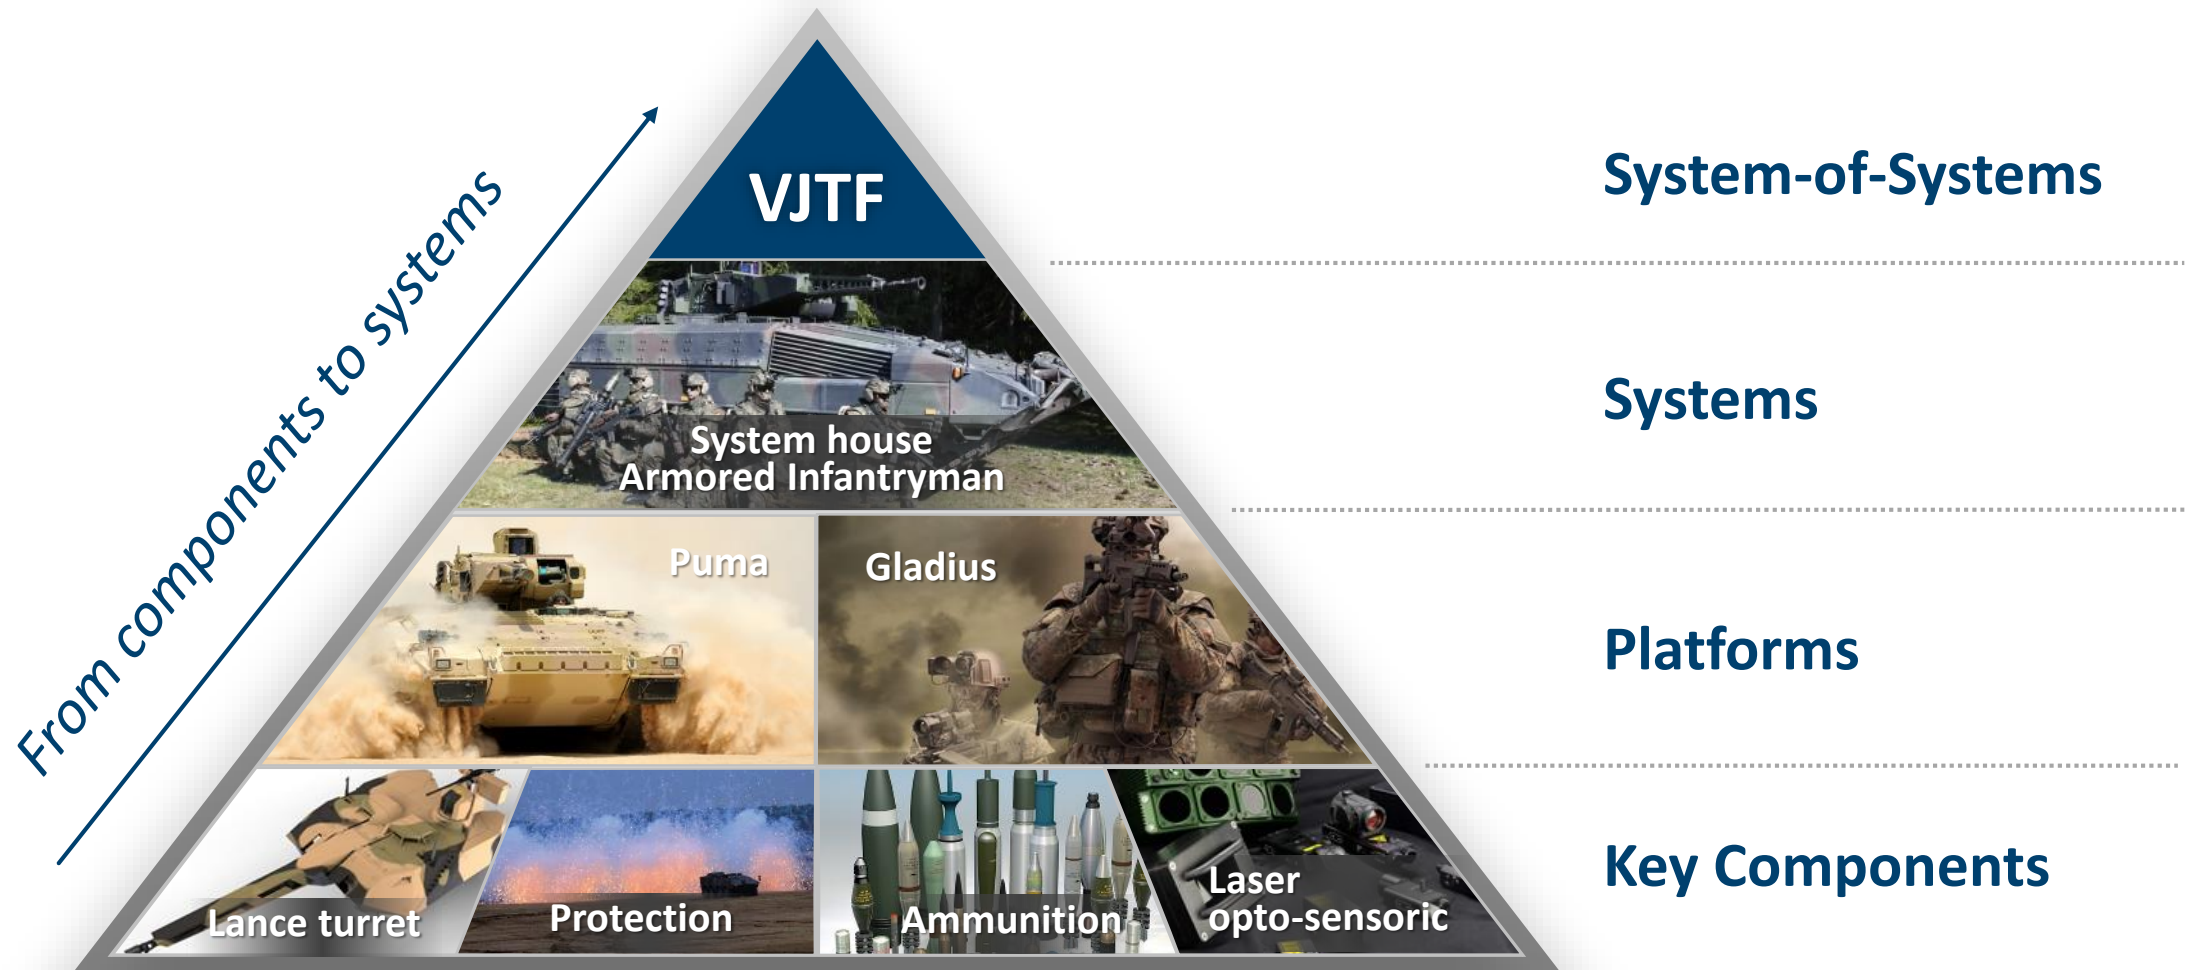 From components to systems
VJTF
System-of-Systems
System house
Armored Infantryman
Systems
Puma
Gladius
Platforms
Lance turret
Protection
Ammunition
Laser
opto-sensoric
Key Components